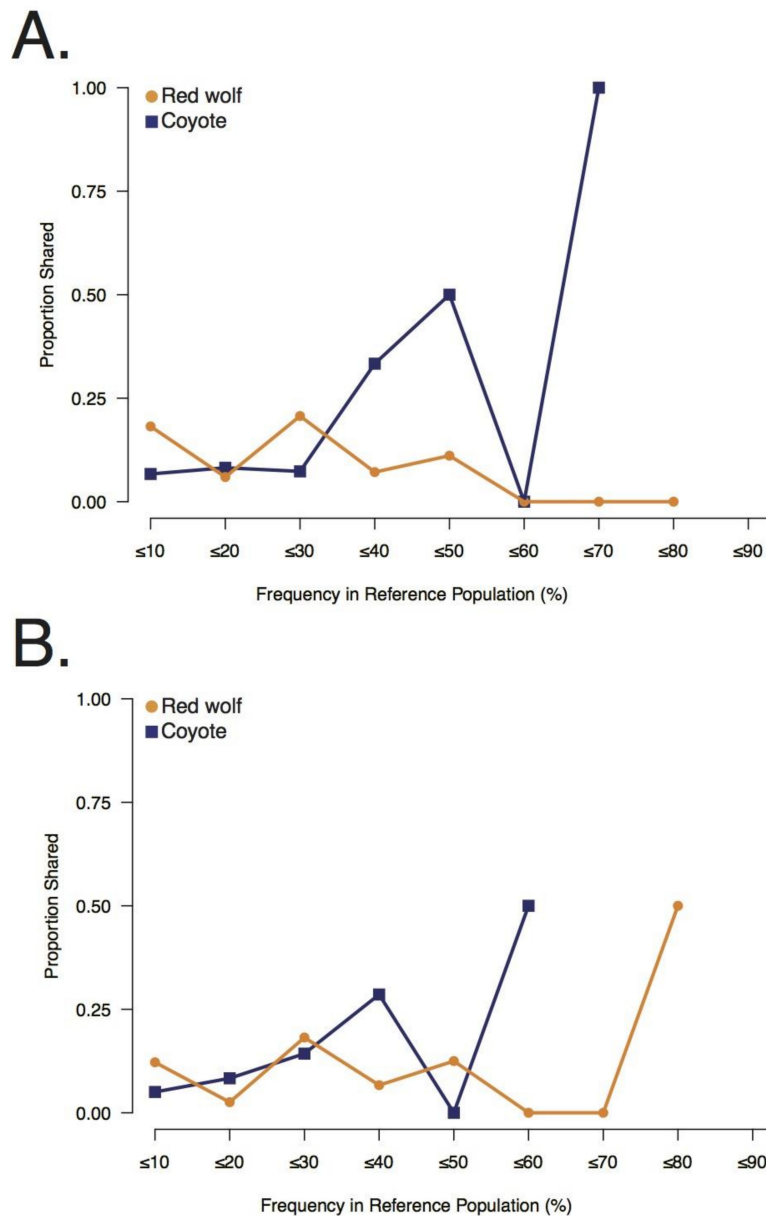 A.
Red wolf
Coyote
1.00
0.75
0.50
0.25
0.00
Proportion Shared
≤10 ≤20 ≤30 ≤40 ≤50 ≤60 ≤70 ≤80 ≤90
Frequency in Reference Population (%)
B.
Red wolf
Coyote
1.00
0.75
0.50
0.25
0.00
Proportion Shared
≤10 ≤20 ≤30 ≤40 ≤50 ≤60 ≤70 ≤80 ≤90
Frequency in Reference Population (%)